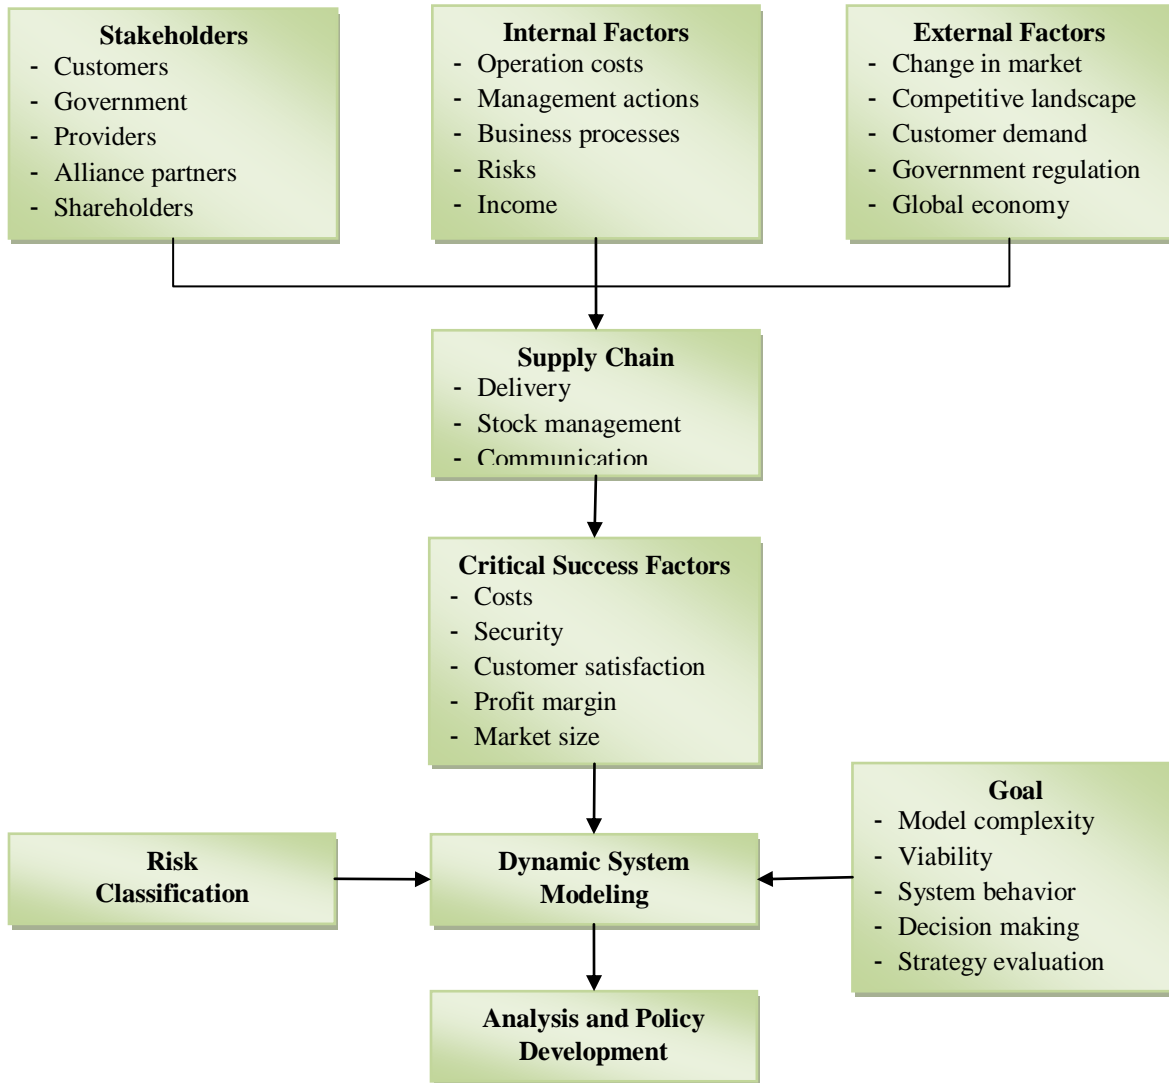 Stakeholders
- Customers
- Government
- Providers
- Alliance partners
- Shareholders
Internal Factors
- Operation costs
- Management actions
- Business processes
- Risks
- Income
External Factors
- Change in market
- Competitive landscape
- Customer demand
- Government regulation
- Global economy
Supply Chain
- Delivery
- Stock management
- Communication
Critical Success Factors
- Costs
- Security
- Customer satisfaction
- Profit margin
- Market size
Goal
- Model complexity
- Viability
- System behavior
- Decision making
- Strategy evaluation
Risk
Classification
Dynamic System
Modeling
Analysis and Policy
Development